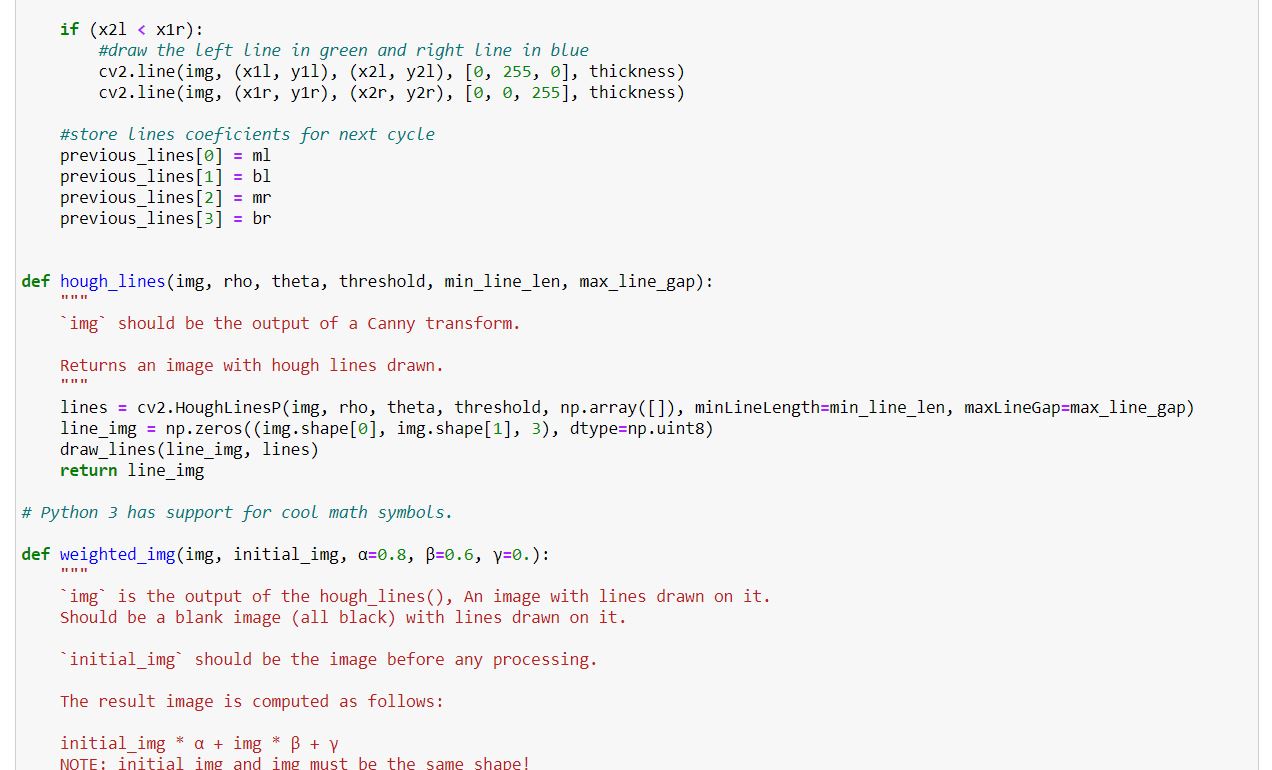 if (x2l < x1r):
#draw the left line in green and right line in blue
cv2.line(img, (x1l, y1l), (x2l, y2l), [0, 255, 0], thickness)
cv2.line(img, (x1r, y1r), (x2r, y2r), [0, 0, 255], thickness)
#store lines coeficients for next cycle
previous_lines[0] = ml
previous_lines[1] = bl
previous_lines[2] = mr
previous_lines[3] = br
def hough_lines(img, rho, theta, threshold, min_line_len, max_line_gap):
"""
`img` should be the output of a Canny transform.
Returns an image with hough lines drawn.
"""
lines = cv2.HoughLinesP(img, rho, theta, threshold, np.array([]), minLineLength=min_line_len, maxLineGap=max_line_gap)
line_img = np.zeros((img.shape[0], img.shape[1], 3), dtype=np.uint8)
draw_lines(line_img, lines)
return line_img
# Python 3 has support for cool math symbols.
def weighted_img(img, initial_img, α=0.8, β=0.6, γ=0.):
"""
`img` is the output of the hough_lines(), An image with lines drawn on it.
Should be a blank image (all black) with lines drawn on it.
`initial_img` should be the image before any processing.
The result image is computed as follows:
initial_img * α + img * β + γ
NOTE: initial_img and img must be the same shape!